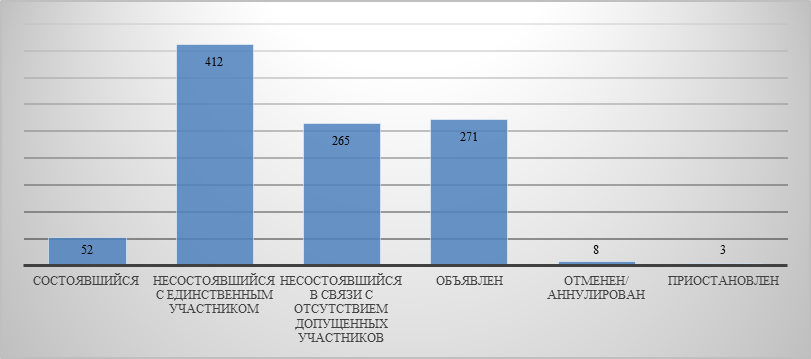 412
265
271
52
8
3
СОСТОЯВШИЙСЯ
НЕСОСТОЯВШИЙСЯ
С ЕДИНСТВЕННЫМ
УЧАСТНИКОМ
НЕСОСТОЯВШИЙСЯ
В СВЯЗИ С
ОТСУТСТВИЕМ
ДОПУЩЕННЫХ
УЧАСТНИКОВ
ОБЪЯВЛЕН
ОТМЕНЕН/
АННУЛИРОВАН
ПРИОСТАНОВЛЕН